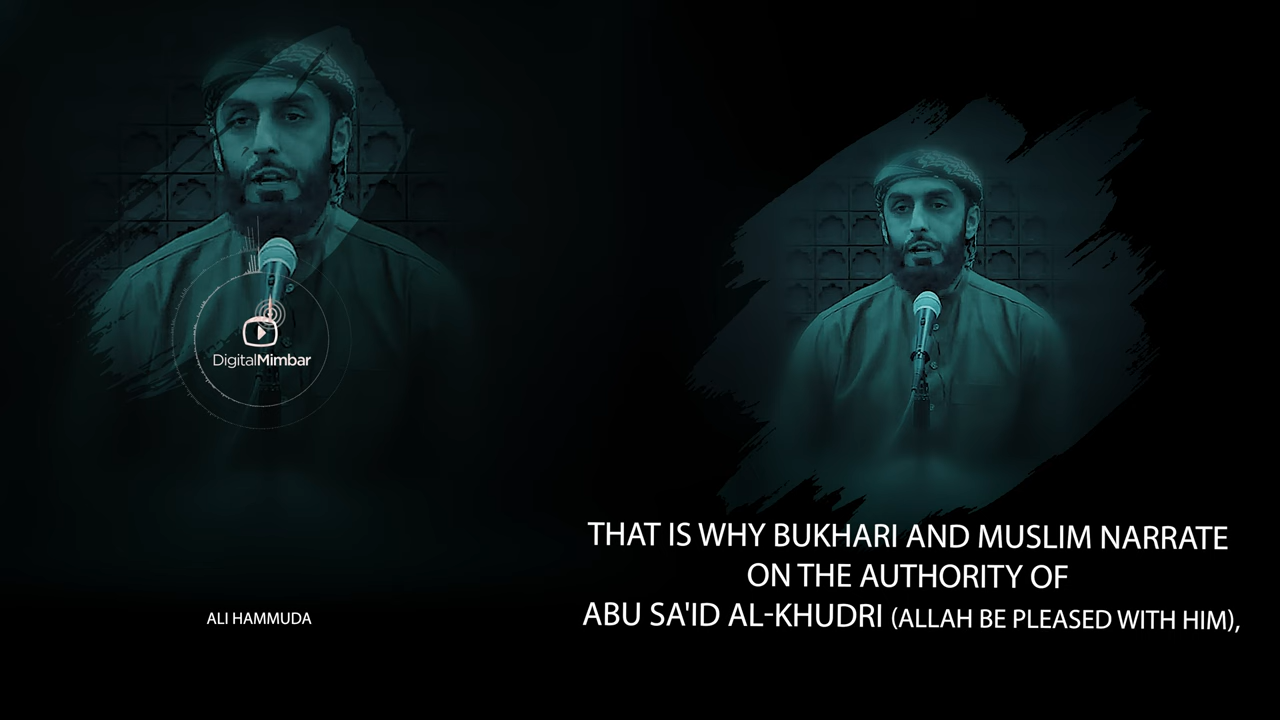 DigitalMimbar
ALI HAMMUDA
THAT IS WHY BUKHARI AND MUSLIM NARRATE
ON THE AUTHORITY OF
ABU SA'ID AL-KHUDRI (ALLAH BE PLEASED WITH HIM),